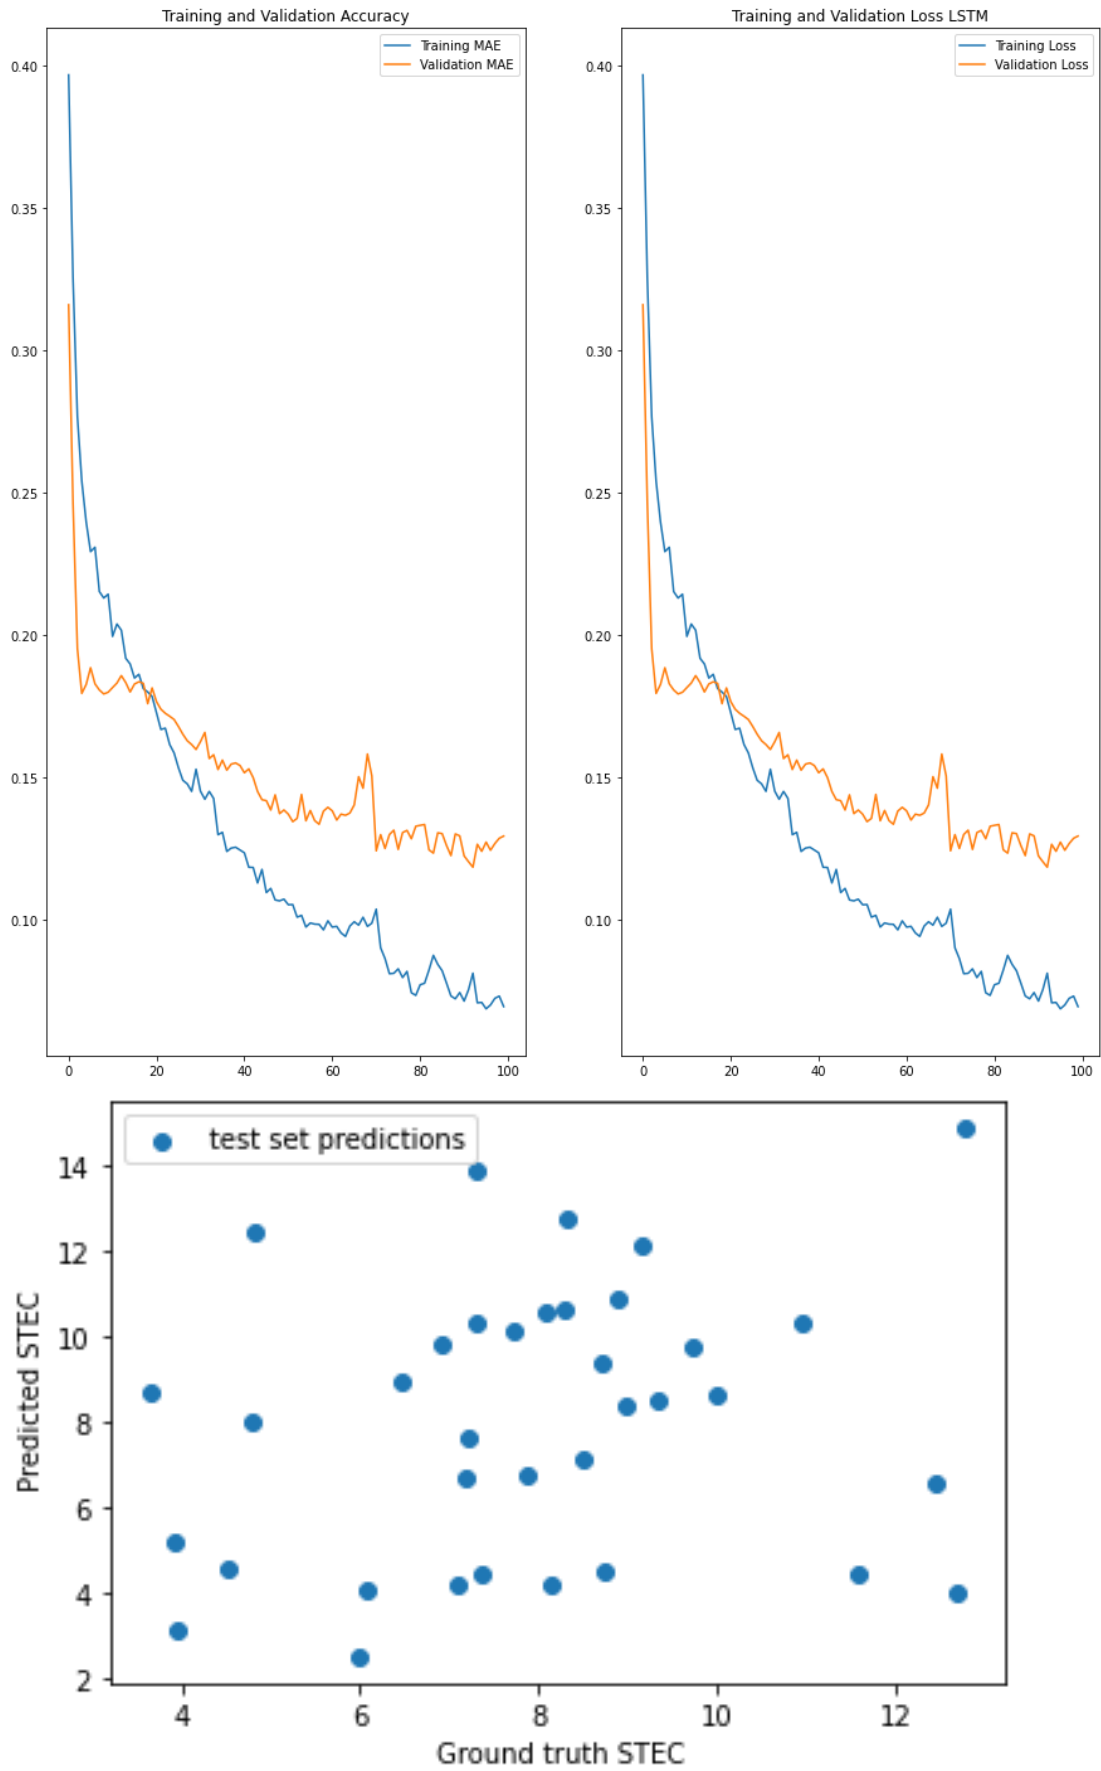 Training and Validation Accuracy
Training MAE
Validation MAE
0.40
0.35
0.30
0.25
0.20
0.15
0.10
0 20 40 60 80 100
Training and Validation Loss LSTM
Training Loss
Validation Loss
0.40
0.35
0.30
0.25
0.20
0.15
0.10
0 20 40 60 80 100
test set predictions
Predicted STEC
14
12
10
8
6
4
2
4 6 8 10 12
Ground truth STEC